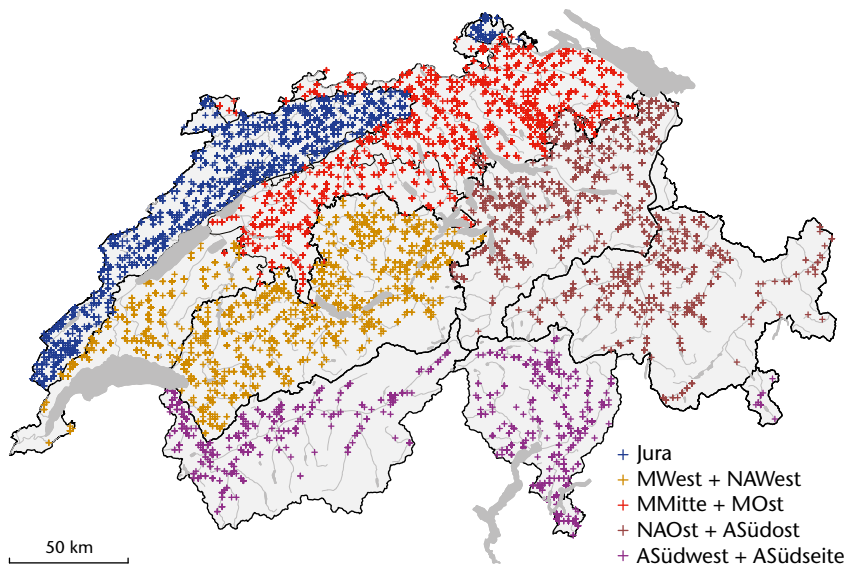 Jura
MWest + NAWest
MMitte + MOst
NAOst + ASüdost
ASüdwest + ASüdseite
50 km